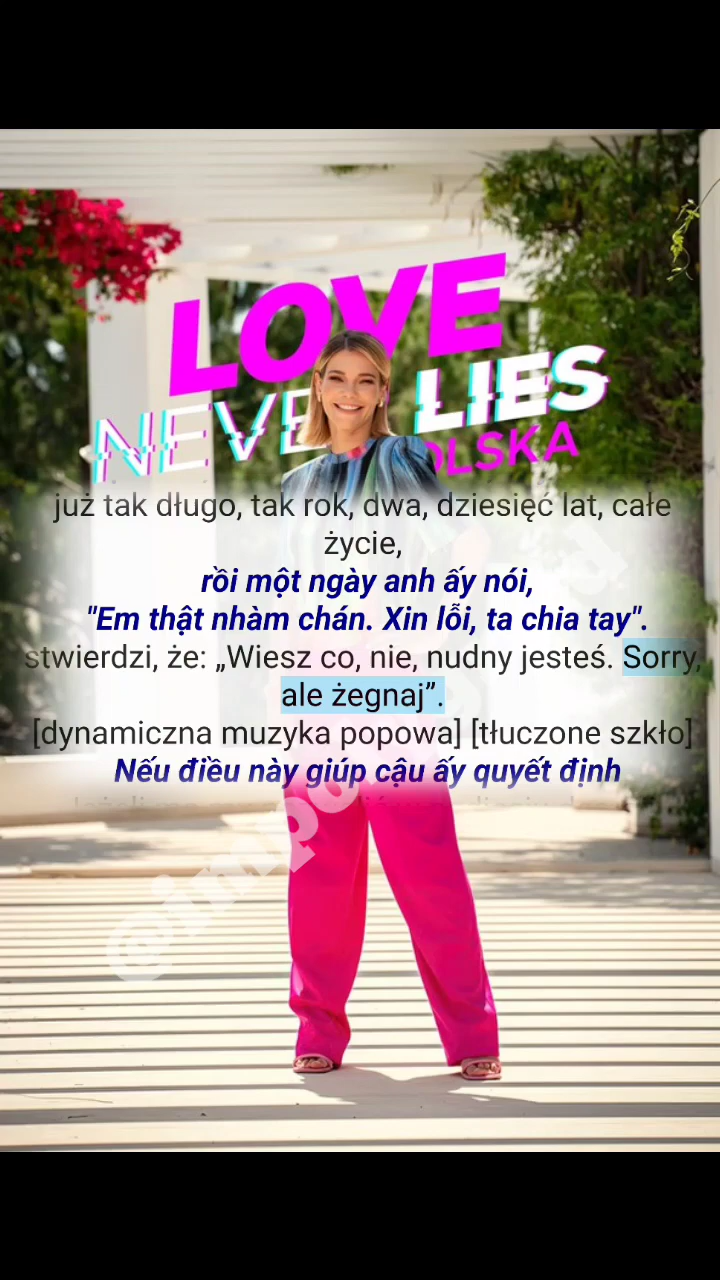 LOVE
NEVE LIES
OLSKA
już tak długo, tak rok, dwa, dziesięć lat, całe
życie,
rồi một ngày anh ấy nói,
"Em thật nhàm chán. Xin lỗi, ta chia tay".
stwierdzi, że: „Wiesz co, nie, nudny jesteś. Sorry,
ale żegnaj”.
[dynamiczna muzyka popowa] [tłuczone szkło]
Nếu điều này giúp cậu ấy quyết định